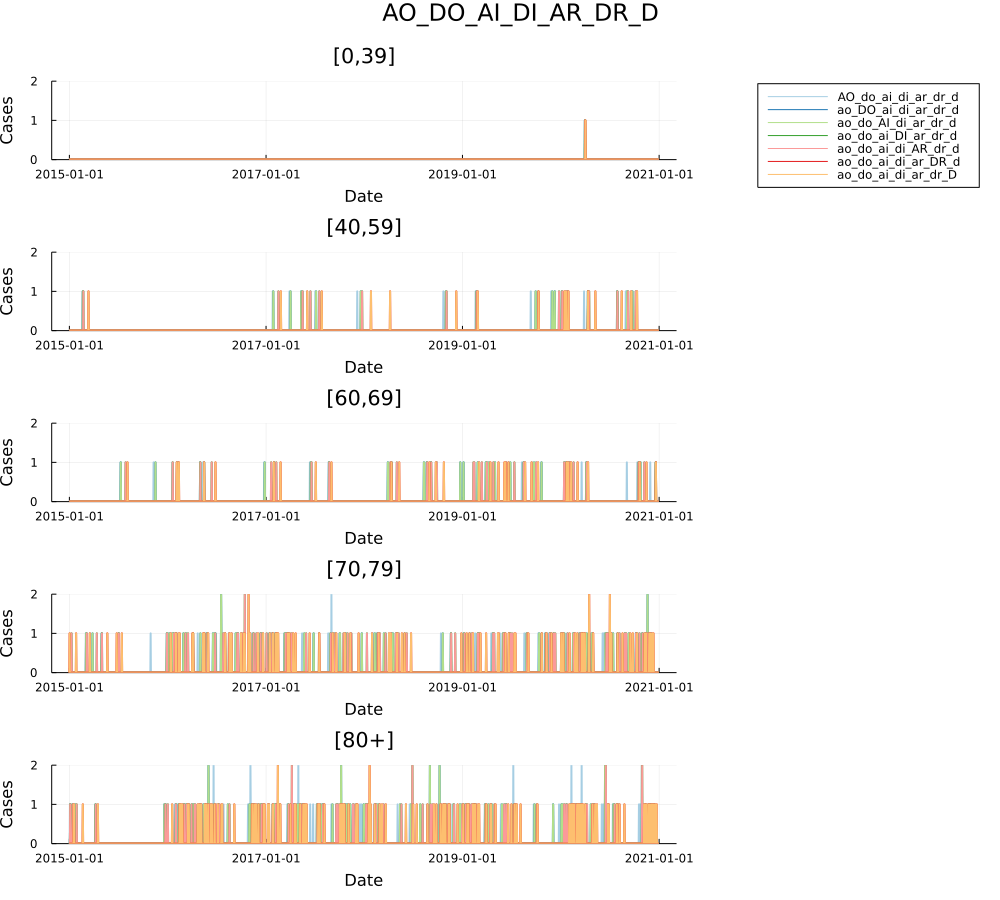 AO_DO_AI_DI_AR_DR_D
[0,39]
2
1
0
Cases
2015-01-01 2017-01-01 2019-01-01 2021-01-01
Date
AO_do_ai_di_ar_dr_d
ao_DO_ai_di_ar_dr_d
ao_do_AI_di_ar_dr_d
ao_do_ai_DI_ar_dr_d
ao_do_ai_di_AR_dr_d
ao_do_ai_di_ar_DR_d
ao_do_ai_di_ar_dr_D
[40,59]
2
1
0
Cases
2015-01-01 2017-01-01 2019-01-01 2021-01-01
Date
[60,69]
2
1
0
Cases
2015-01-01 2017-01-01 2019-01-01 2021-01-01
Date
[70,79]
2
1
0
Cases
2015-01-01 2017-01-01 2019-01-01 2021-01-01
Date
[80+]
2
1
0
Cases
2015-01-01 2017-01-01 2019-01-01 2021-01-01
Date